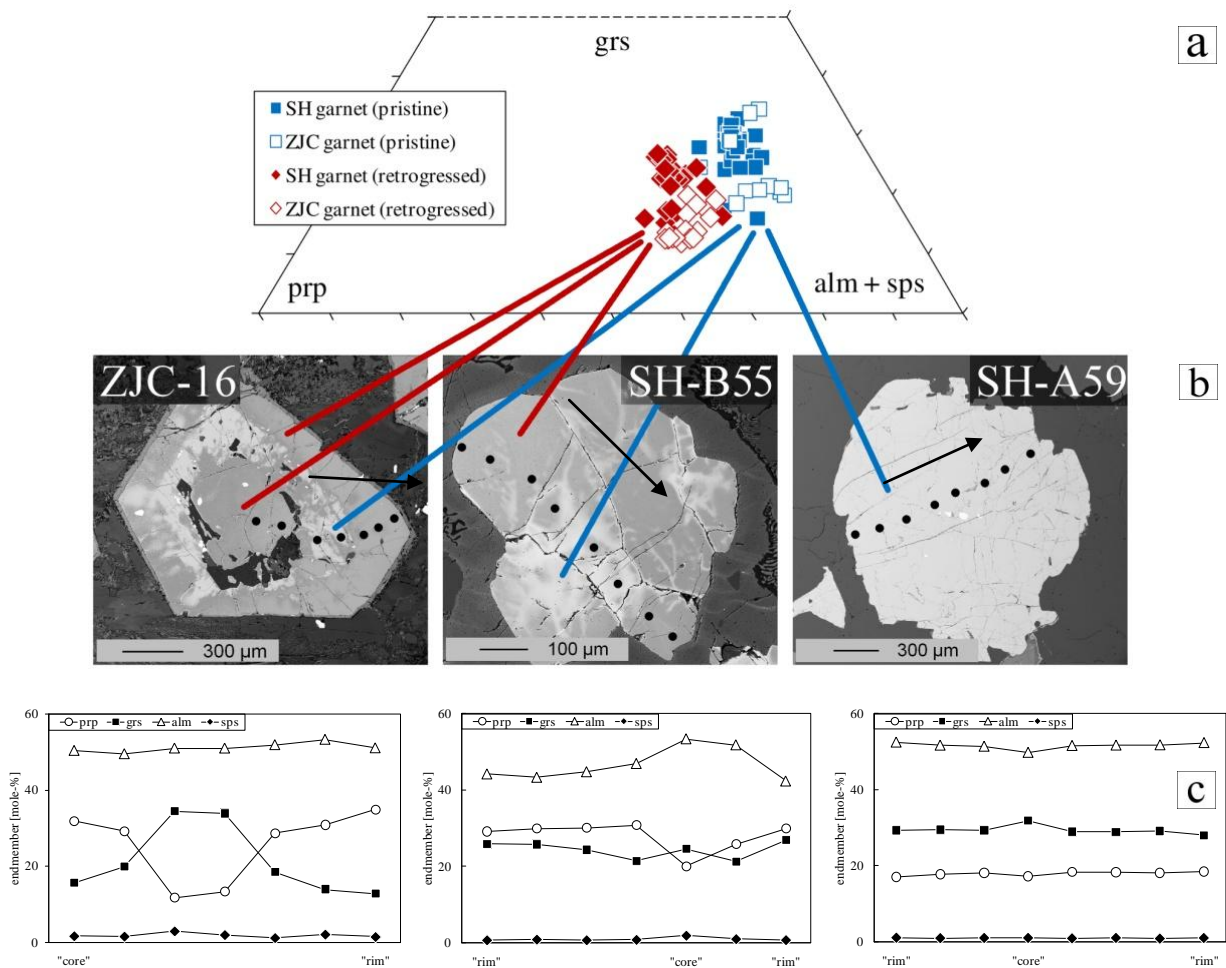 a
grs
SH garnet (pristine)
ZJC garnet (pristine)
SH garnet (retrogressed)
ZJC garnet (retrogressed)
prp
alm + sps
b
ZJC-16
SH-B55
SH-A59
300 µm
100 µm
300 µm
c
60
prp grs alm sps
40
20
0
endmember [mole-%]
"core" "rim"
60
prp grs alm sps
40
20
0
endmember [mole-%]
"rim" "core" "rim"
60
prp grs alm sps
40
20
0
endmember [mole-%]
"rim" "core" "rim"